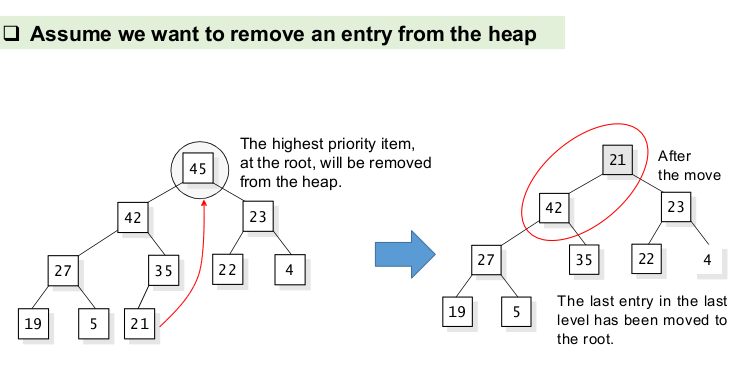 ❑ Assume we want to remove an entry from the heap
The highest priority item,
at the root, will be removed
from the heap.
45
42
23
27
35
22
4
19
5
21
After
the move
21
42
23
27
35
22
4
19
5
The last entry in the last
level has been moved to
the root.